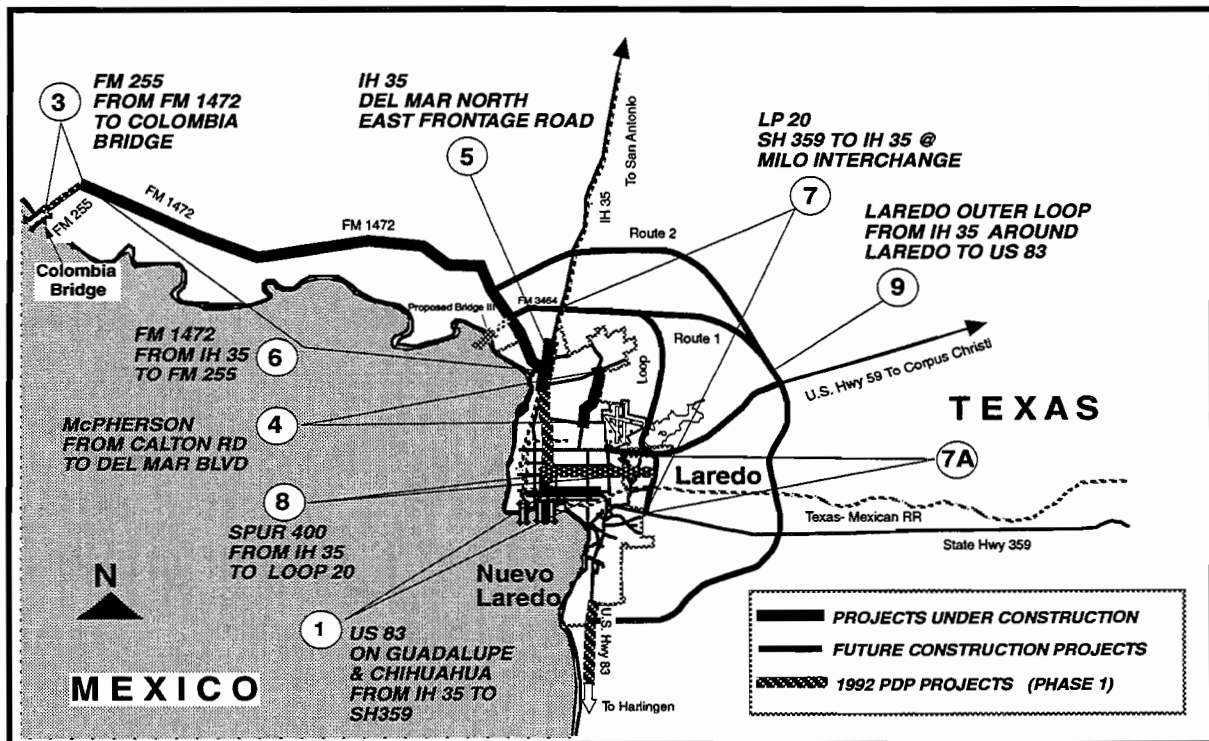 3
FM 255
FROM FM 1472
TO COLOMBIA
BRIDGE
IH 35
DEL MAR NORTH
EAST FRONTAGE ROAD
5
To San Antonio
IH 35
LP 20
SH 359 TO IH 35 @
MILO INTERCHANGE
7
LAREDO OUTER LOOP
FROM IH 35 AROUND
LAREDO TO US 83
9
FM 1472
FM 1472
FM 255
Colombia
Bridge
Route 2
Proposed Bridge III
FM 3464
Route 1
Loop
U.S. Hwy 59 To Corpus Christi
TEXAS
FM 1472
FROM IH 35
TO FM 255
6
McPHERSON
FROM CALTON RD
TO DEL MAR BLVD
4
7A
Laredo
8
SPUR 400
FROM IH 35
TO LOOP 20
Texas- Mexican RR
State Hwy 359
N
Nuevo
Laredo
1
US 83
ON GUADALUPE
& CHIHUAHUA
FROM IH 35 TO
SH359
MEXICO
U.S. Hwy 83
To Harlingen
PROJECTS UNDER CONSTRUCTION
FUTURE CONSTRUCTION PROJECTS
1992 PDP PROJECTS (PHASE 1)